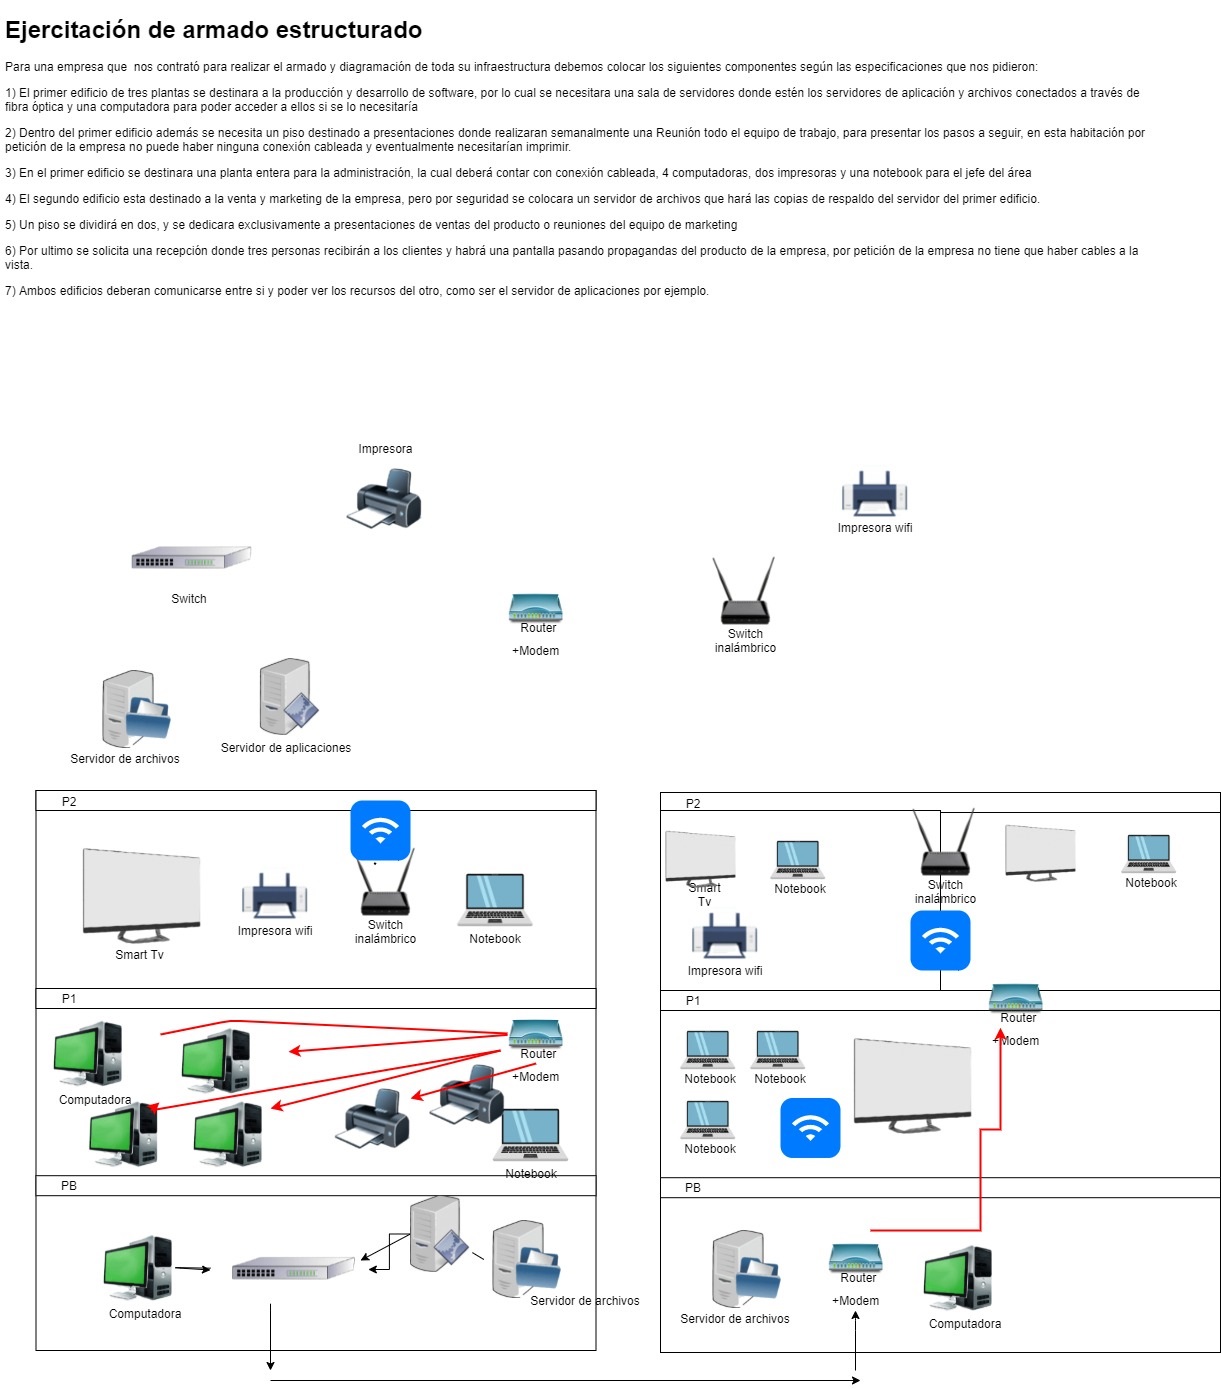 Ejercitación de armado estructurado
Para una empresa que  nos contrató para realizar el armado y diagramación de toda su infraestructura debemos colocar los siguientes componentes según las especificaciones que nos pidieron:
1) El primer edificio de tres plantas se destinara a la producción y desarrollo de software, por lo cual se necesitara una sala de servidores donde estén los servidores de aplicación y archivos conectados a través de
fibra óptica y una computadora para poder acceder a ellos si se lo necesitaría
2) Dentro del primer edificio además se necesita un piso destinado a presentaciones donde realizaran semanalmente una Reunión todo el equipo de trabajo, para presentar los pasos a seguir, en esta habitación por
petición de la empresa no puede haber ninguna conexión cableada y eventualmente necesitarían imprimir.
3) En el primer edificio se destinara una planta entera para la administración, la cual deberá contar con conexión cableada, 4 computadoras, dos impresoras y una notebook para el jefe del área
4) El segundo edificio esta destinado a la venta y marketing de la empresa, pero por seguridad se colocara un servidor de archivos que hará las copias de respaldo del servidor del primer edificio.
5) Un piso se dividirá en dos, y se dedicara exclusivamente a presentaciones de ventas del producto o reuniones del equipo de marketing
6) Por ultimo se solicita una recepción donde tres personas recibirán a los clientes y habrá una pantalla pasando propagandas del producto de la empresa, por petición de la empresa no tiene que haber cables a la
vista.
7) Ambos edificios deberan comunicarse entre si y poder ver los recursos del otro, como ser el servidor de aplicaciones por ejemplo.
Impresora
Impresora wifi
Switch
Router
+Modem
Switch
inalámbrico
Servidor de archivos
Servidor de aplicaciones
P2
Smart Tv
Impresora wifi
Switch
inalámbrico
Notebook
P1
Computadora
Router
+Modem
Notebook
PB
Computadora
Servidor de archivos
P2
Smart
Tv
Notebook
Switch
inalámbrico
Notebook
Impresora wifi
P1
Router
+Modem
Notebook
Notebook
Notebook
PB
Servidor de archivos
Router
+Modem
Computadora